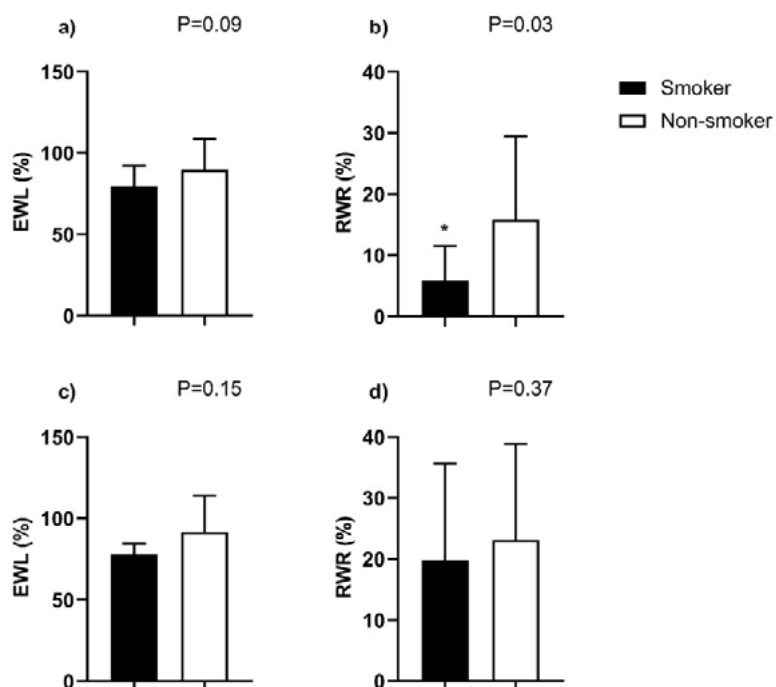 a) P=0.09
b) P=0.03
150
100
50
0
EWL (%)
40
30
20
10
0
RWR (%)
*
Smoker
Non-smoker
c) P=0.15
d) P=0.37
150
100
50
0
EWL (%)
40
30
20
10
0
RWR (%)